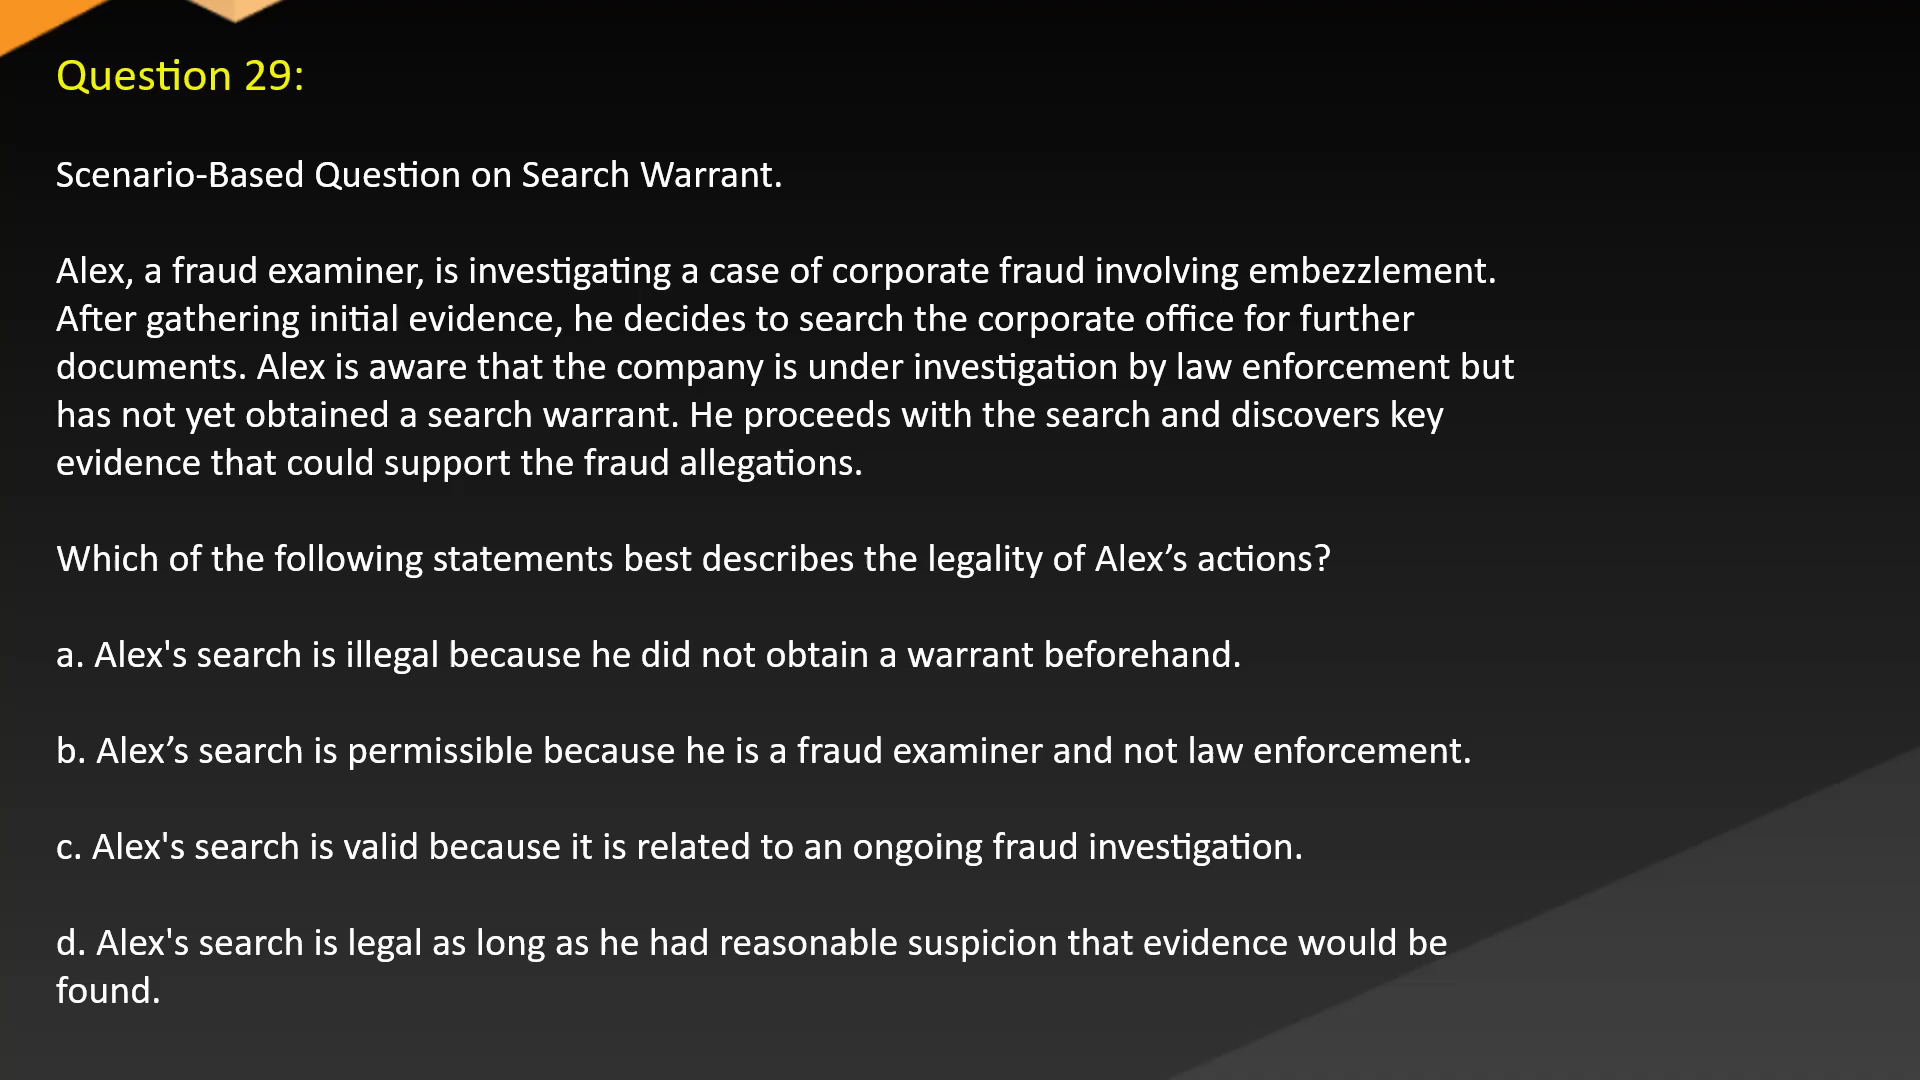 Question 29:
Scenario-Based Question on Search Warrant.
Alex, a fraud examiner, is investigating a case of corporate fraud involving embezzlement.
After gathering initial evidence, he decides to search the corporate office for further
documents. Alex is aware that the company is under investigation by law enforcement but
has not yet obtained a search warrant. He proceeds with the search and discovers key
evidence that could support the fraud allegations.
Which of the following statements best describes the legality of Alex’s actions?
a. Alex's search is illegal because he did not obtain a warrant beforehand.
b. Alex’s search is permissible because he is a fraud examiner and not law enforcement.
c. Alex's search is valid because it is related to an ongoing fraud investigation.
d. Alex's search is legal as long as he had reasonable suspicion that evidence would be
found.